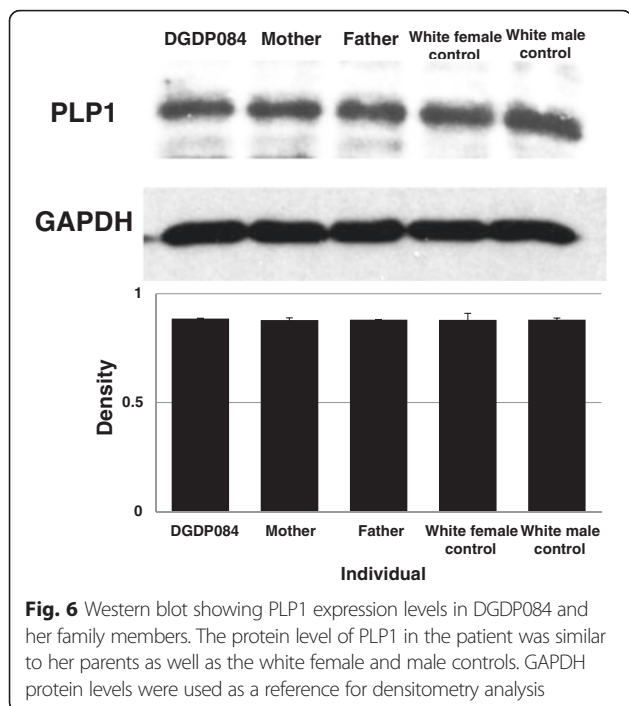 DGDP084 Mother Father White female control White male control
PLP1
GAPDH
1
0.5
0
Density
DGDP084 Mother Father White female control White male control
Individual
Fig. 6 Western blot showing PLP1 expression levels in DGDP084 and
her family members. The protein level of PLP1 in the patient was similar
to her parents as well as the white female and male controls. GAPDH
protein levels were used as a reference for densitometry analysis